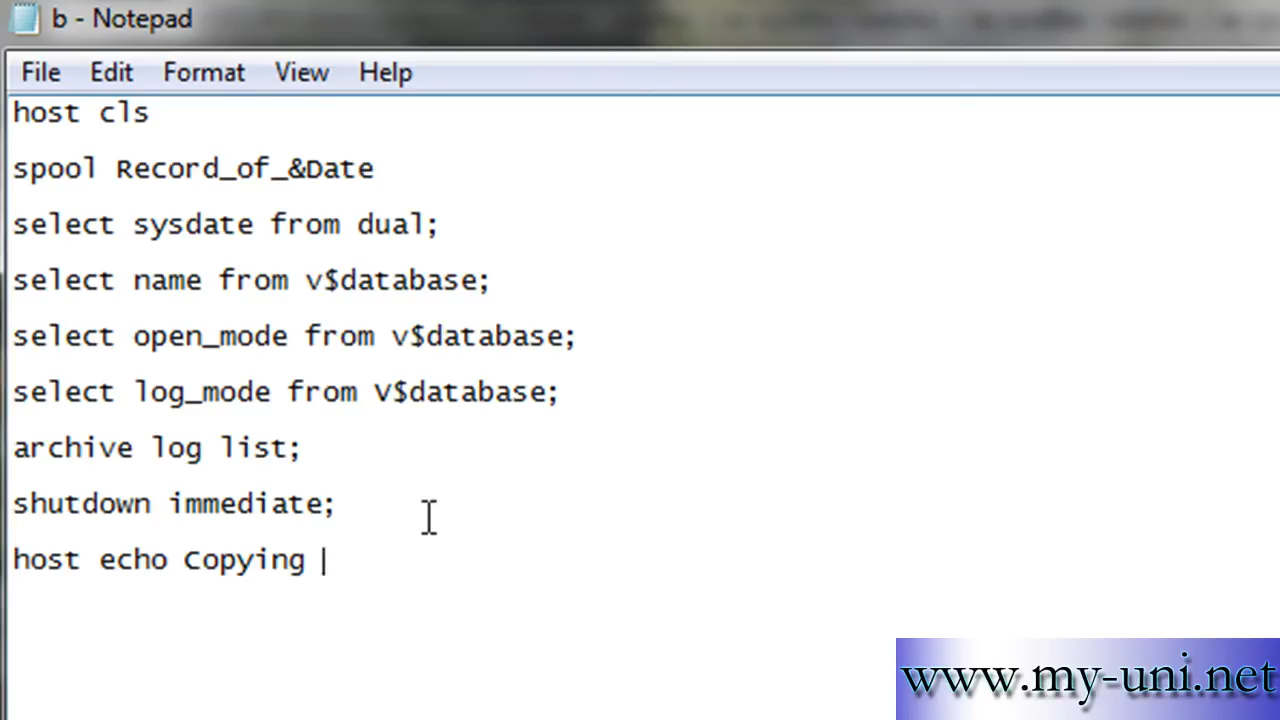 b - Notepad
File Edit Format View Help
host cls
spool Record_of_&Date
select sysdate from dual;
select name from v$database;
select open_mode from v$database;
select log_mode from V$database;
archive log list;
shutdown immediate;
host echo Copying
www.my-uni.net